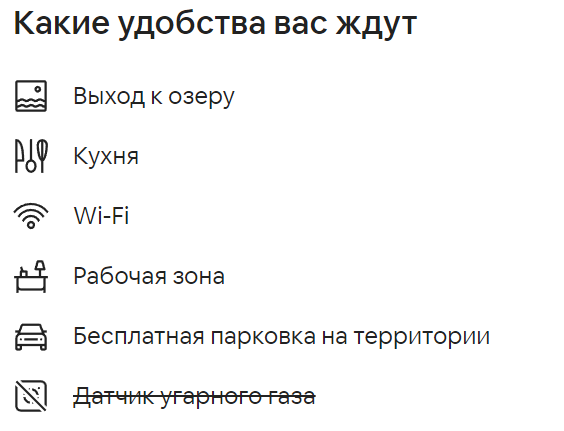 Какие удобства вас ждут
Выход к озеру
Кухня
Wi-Fi
Рабочая зона
Бесплатная парковка на территории
Датчик угарного газа